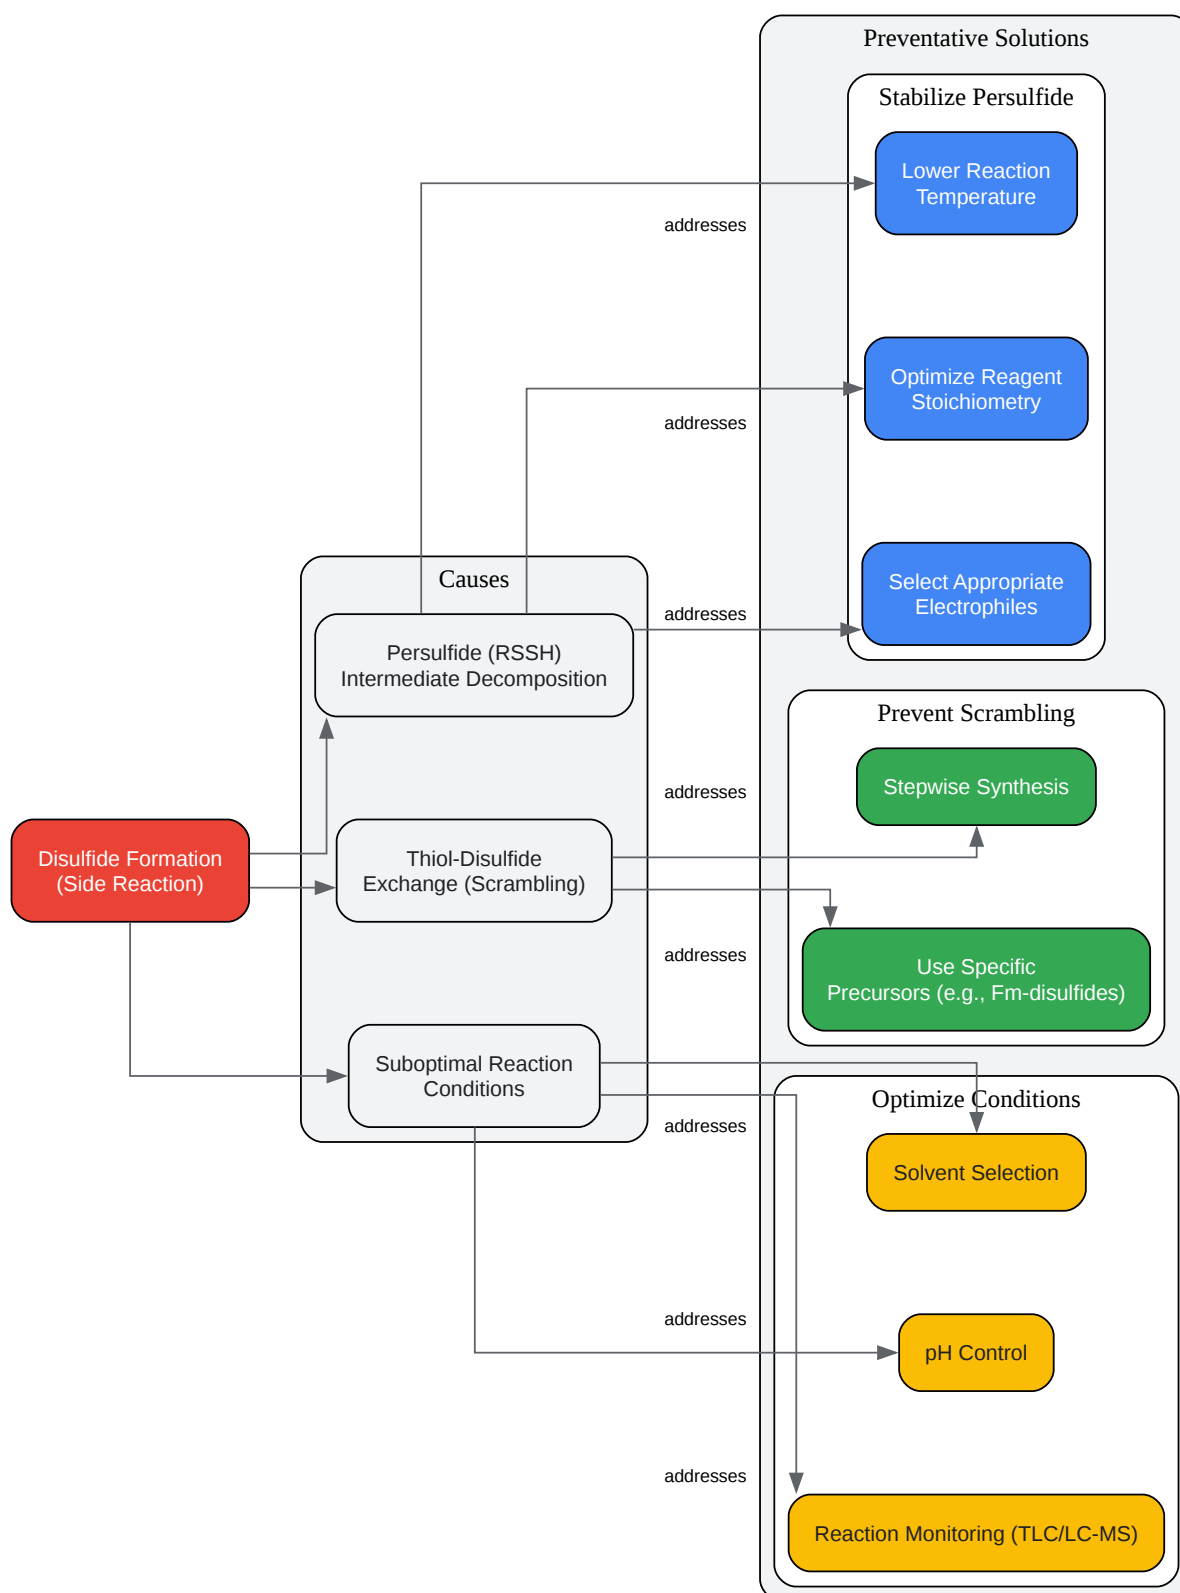 Preventative Solutions
Stabilize Persulfide
Lower Reaction
Temperature
addresses
Optimize Reagent
Stoichiometry
addresses
Select Appropriate
Electrophiles
addresses
Causes
Persulfide (RSSH)
Intermediate Decomposition
Prevent Scrambling
Stepwise Synthesis
addresses
Disulfide Formation
(Side Reaction)
Thiol-Disulfide
Exchange (Scrambling)
addresses
Use Specific
Precursors (e.g., Fm-disulfides)
Suboptimal Reaction
Conditions
Optimize Conditions
addresses
Solvent Selection
addresses
pH Control
addresses
Reaction Monitoring (TLC/LC-MS)